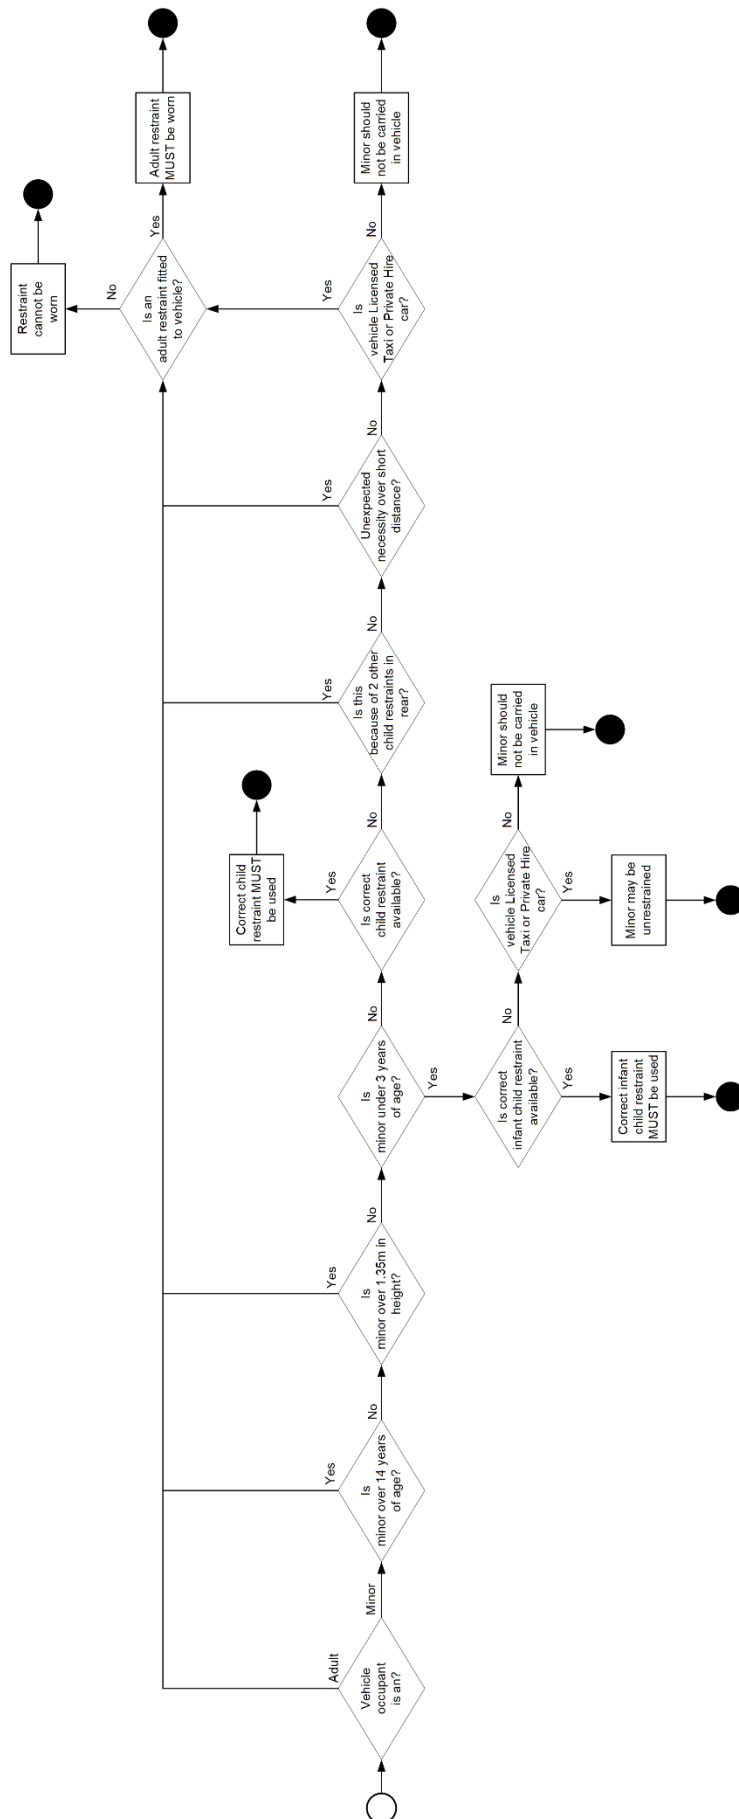 Vehicle
occupant
is an?
Adult
Minor
Is
minor over 14 years
of age?
Yes
No
Is
minor over 1.35m in
height?
Yes
No
Is
minor under 3 years
of age?
Yes
No
Is correct
infant child restraint
available?
Yes
No
Correct infant
child restraint
MUST be used
Is
vehicle Licensed
Taxi or Private Hire
car?
Yes
No
Minor may be
unrestrained
Minor should
not be carried
in vehicle
Is correct
child restraint
available?
Yes
No
Correct child
restraint MUST
be used
Is this
because of 2 other
child restraints in
rear?
Yes
No
Unexpected
necessity over short
distance?
Yes
No
Is
vehicle Licensed
Taxi or Private Hire
car?
Yes
No
Minor should
not be carried
in vehicle
Is an
adult restraint fitted
to vehicle?
No
Yes
Restraint
cannot be
worn
Adult restraint
MUST be worn